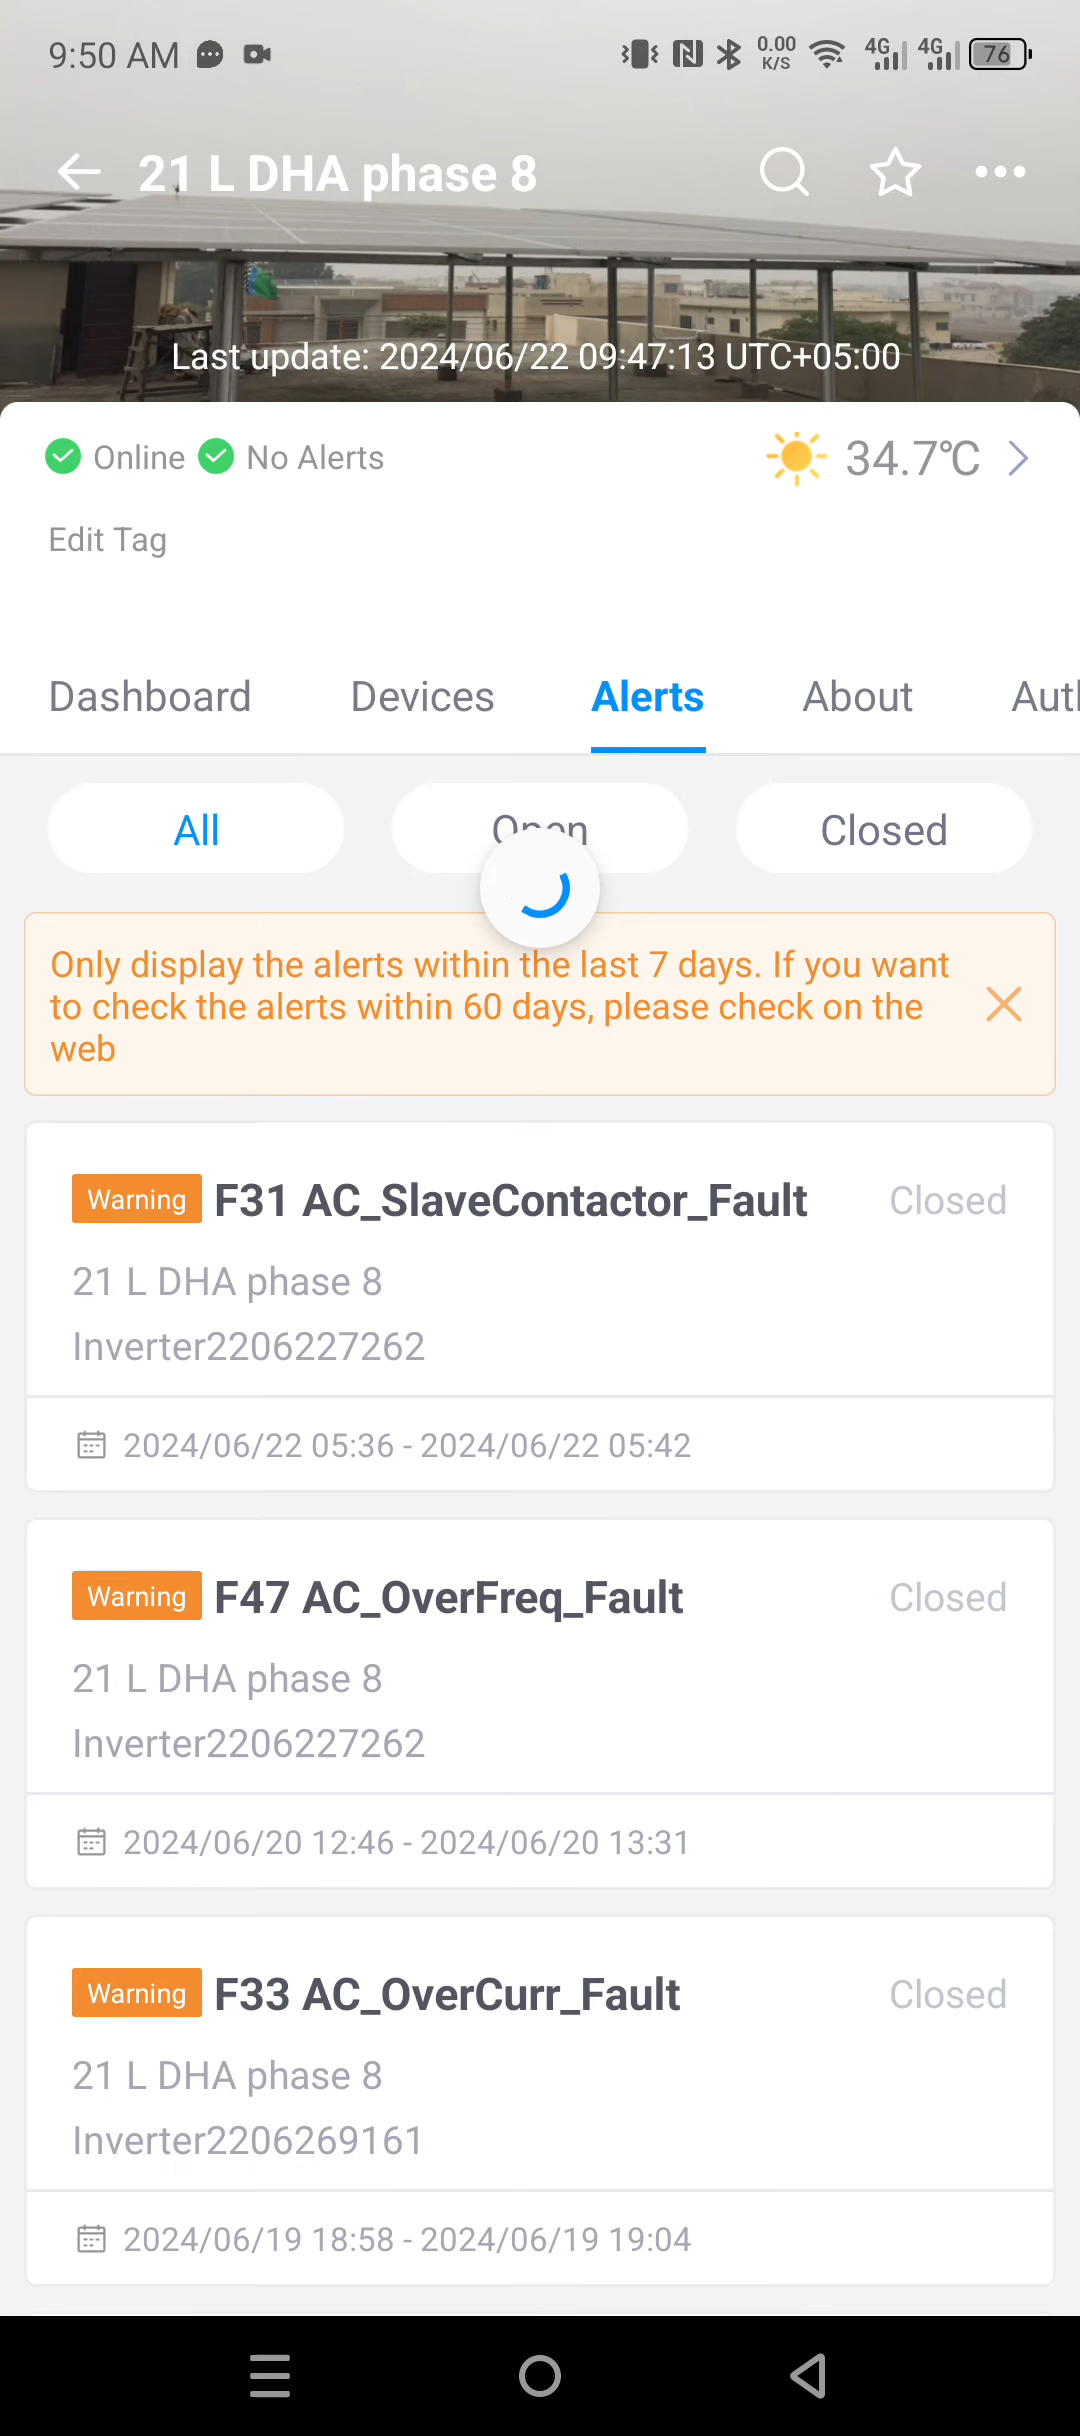 9:50 AM
0.00
K/S
4G
4G
76
21 L DHA phase 8
Last update: 2024/06/22 09:47:13 UTC+05:00
Online
No Alerts
34.7℃
Edit Tag
Dashboard
Devices
Alerts
About
Auth
All
Open
Closed
Only display the alerts within the last 7 days. If you want
to check the alerts within 60 days, please check on the
web
Warning F31 AC_SlaveContactor_Fault Closed
21 L DHA phase 8
Inverter2206227262
2024/06/22 05:36 - 2024/06/22 05:42
Warning F47 AC_OverFreq_Fault Closed
21 L DHA phase 8
Inverter2206227262
2024/06/20 12:46 - 2024/06/20 13:31
Warning F33 AC_OverCurr_Fault Closed
21 L DHA phase 8
Inverter2206269161
2024/06/19 18:58 - 2024/06/19 19:04